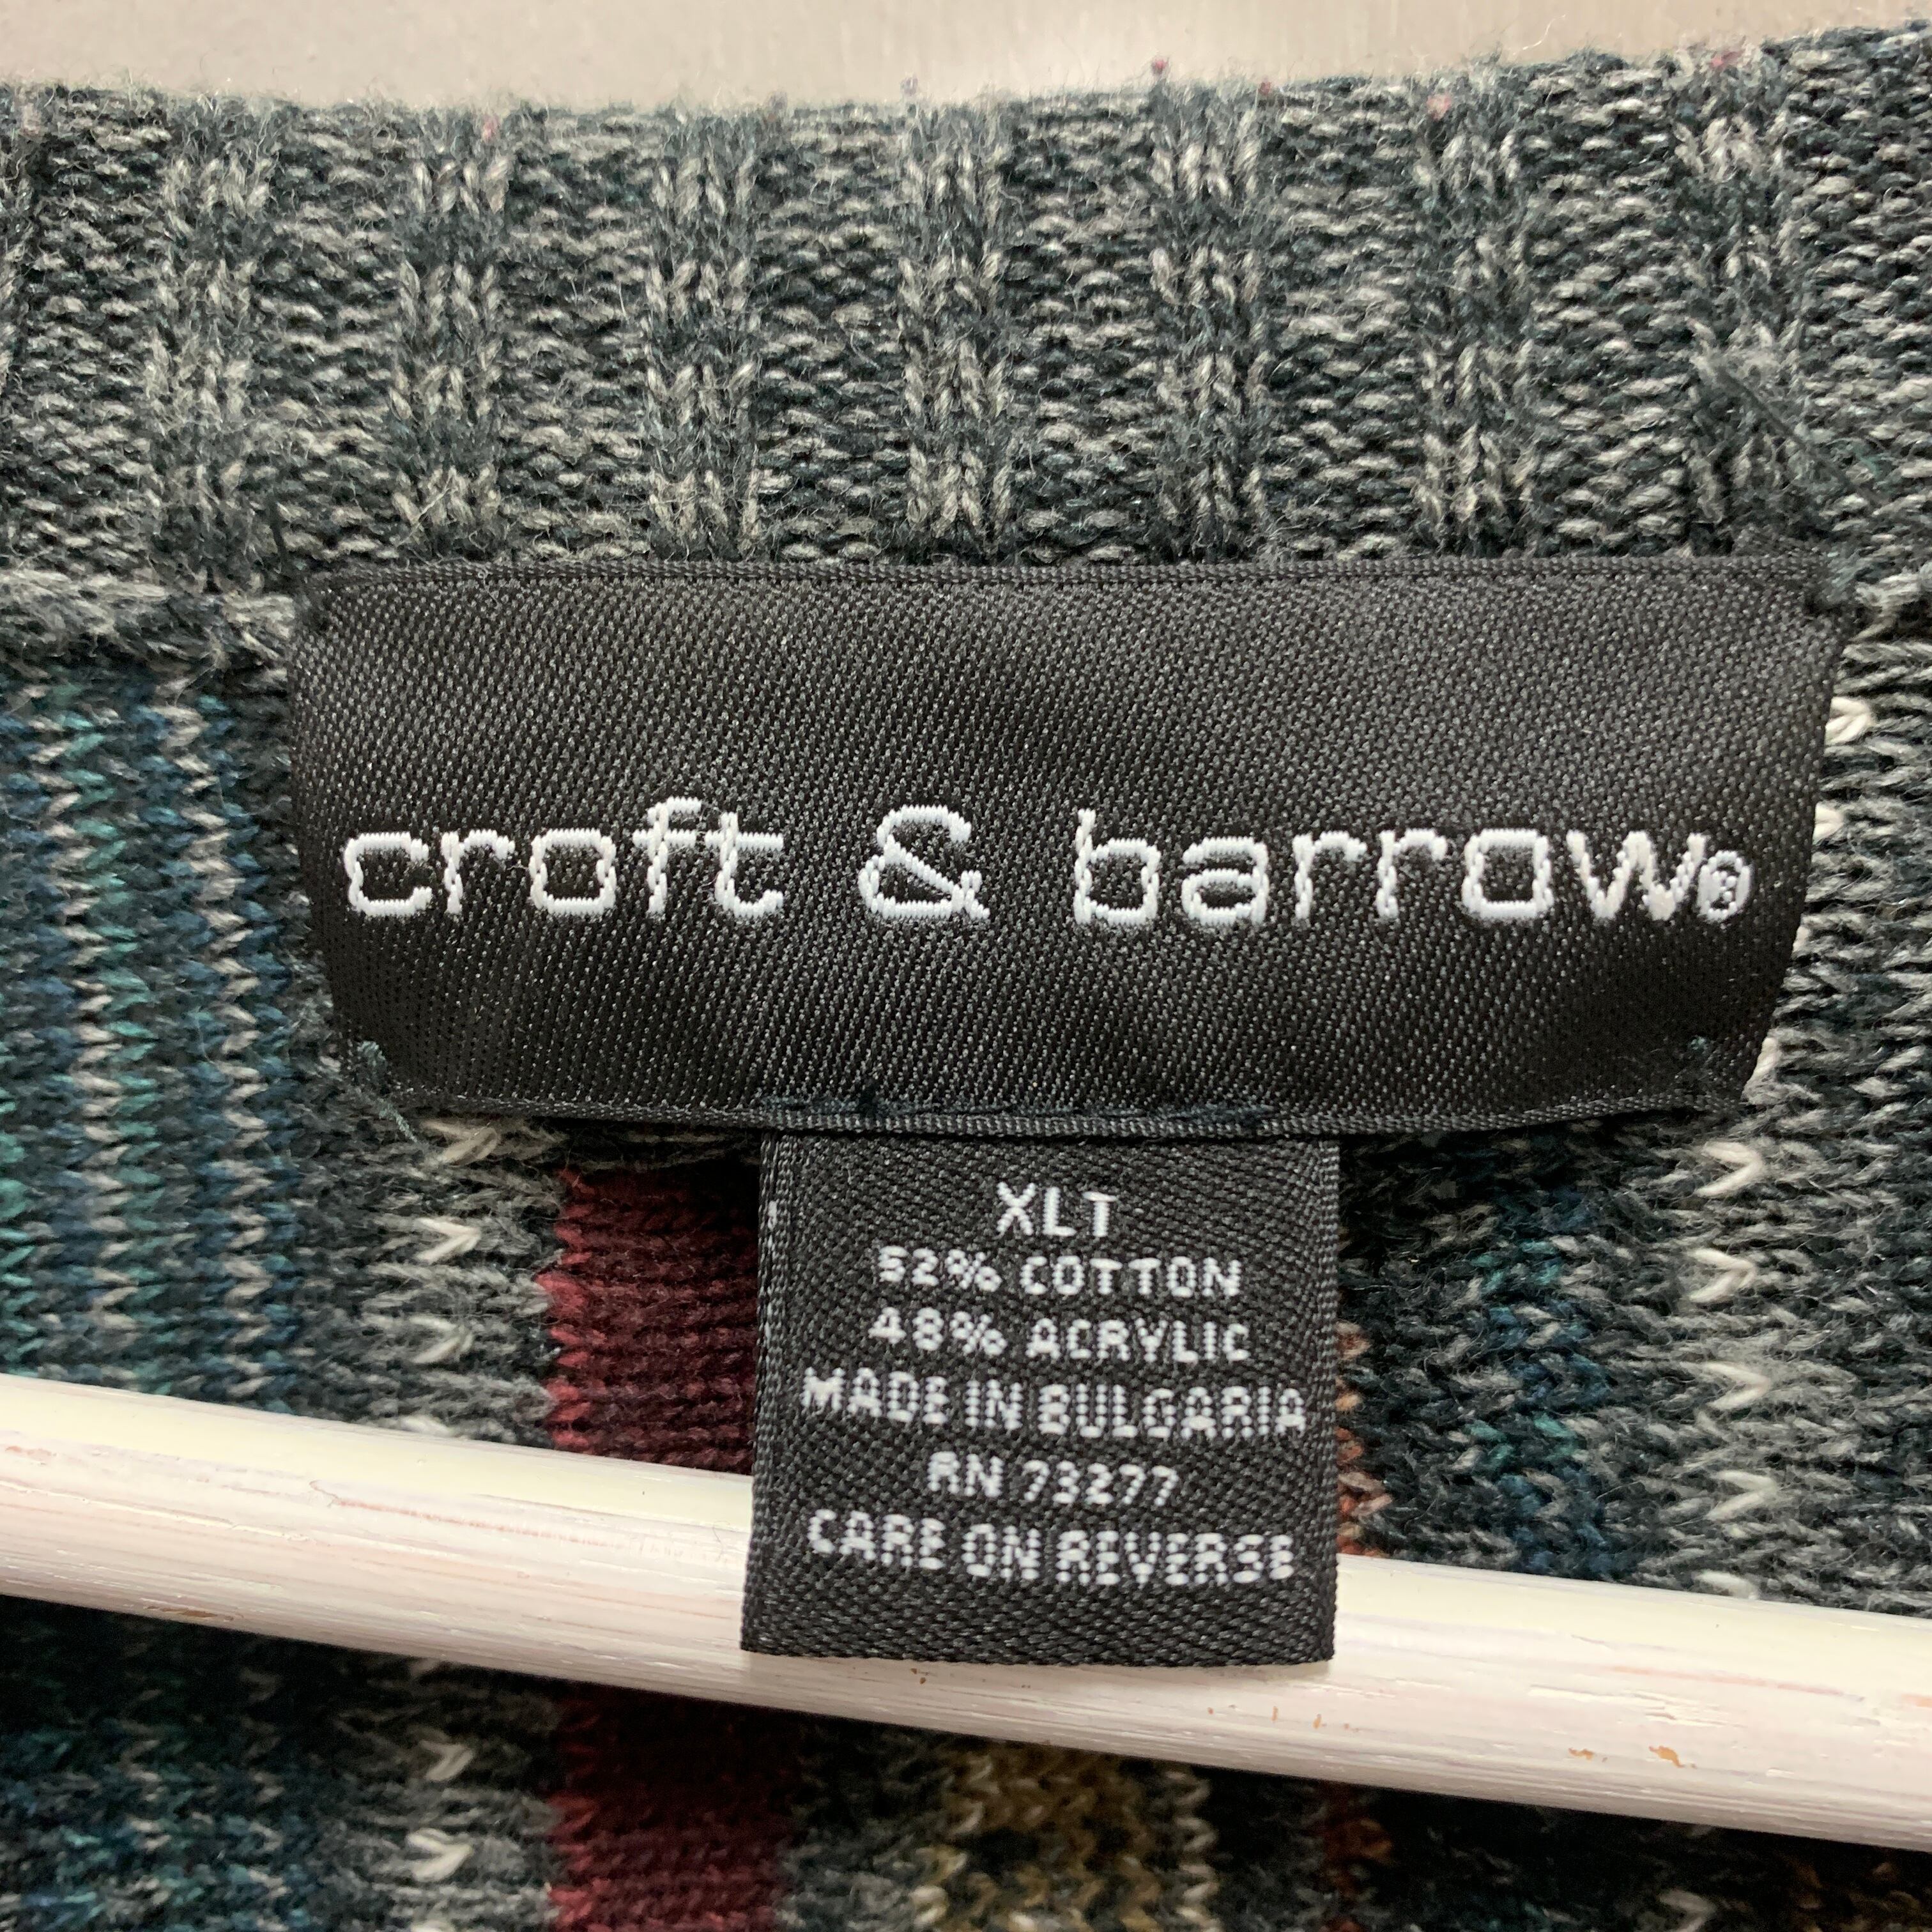 croft & barrow®
XLT
52% COTTON
48% ACRYLIC
MADE IN BULGARIA
RN 73277
CARE ON REVERSE